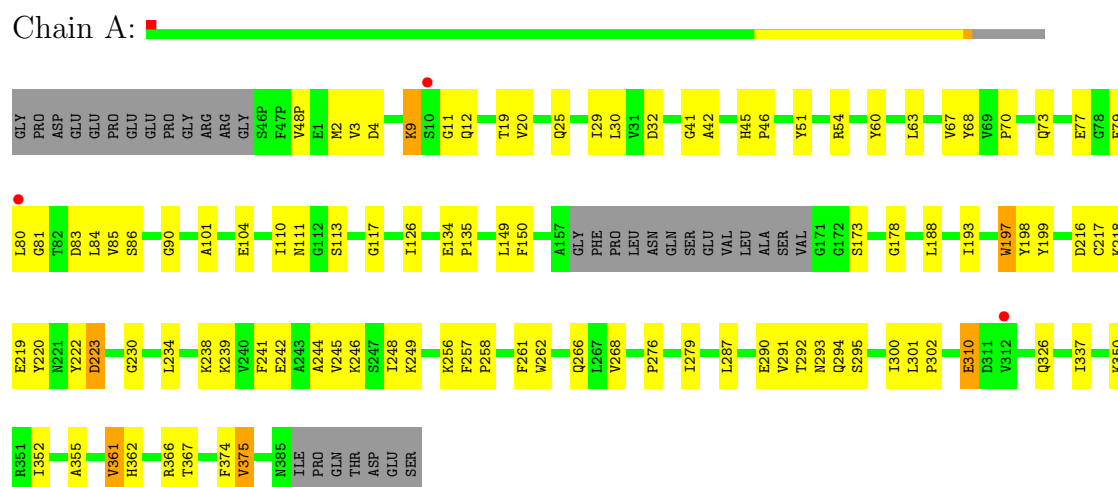 Chain A:
GLY PRO ASP GLU GLU PRO GLU GLU PRO GLY ARG ARG GLY S46P F47P V48P E1 M2 V3 D4 K9 S10 G11 Q12 T19 V20 Q25 I29 L30 V31 D32 G41 A42 H45 P46 Y51 R54 Y60 L63 V67 Y68 V69 P70 Q73 E77 G78 E79
L80 G81 T82 D83 L84 V85 S86 G90 A101 E104 I110 N111 G112 S113 G117 I126 E134 P135 L149 F150 A157 GLY PHE PRO LEU ASN GLN SER GLU VAL LEU ALA SER VAL G171 G172 S173 G178 L188 I193 W197 Y198 Y199 D216 C217 K218
E219 Y220 N221 Y222 D223 G230 L234 K238 K239 V240 F241 E242 A243 A244 V245 K246 S247 I248 K249 K256 F257 P258 F261 W262 Q266 L267 V268 P276 I279 L287 E290 V291 T292 N293 Q294 S295 I300 L301 P302 E310 D311 V312 Q326 I337 K350
R351 I352 A355 V361 H362 R366 T367 F374 V375 N385 ILE PRO GLN THR ASP GLU SER